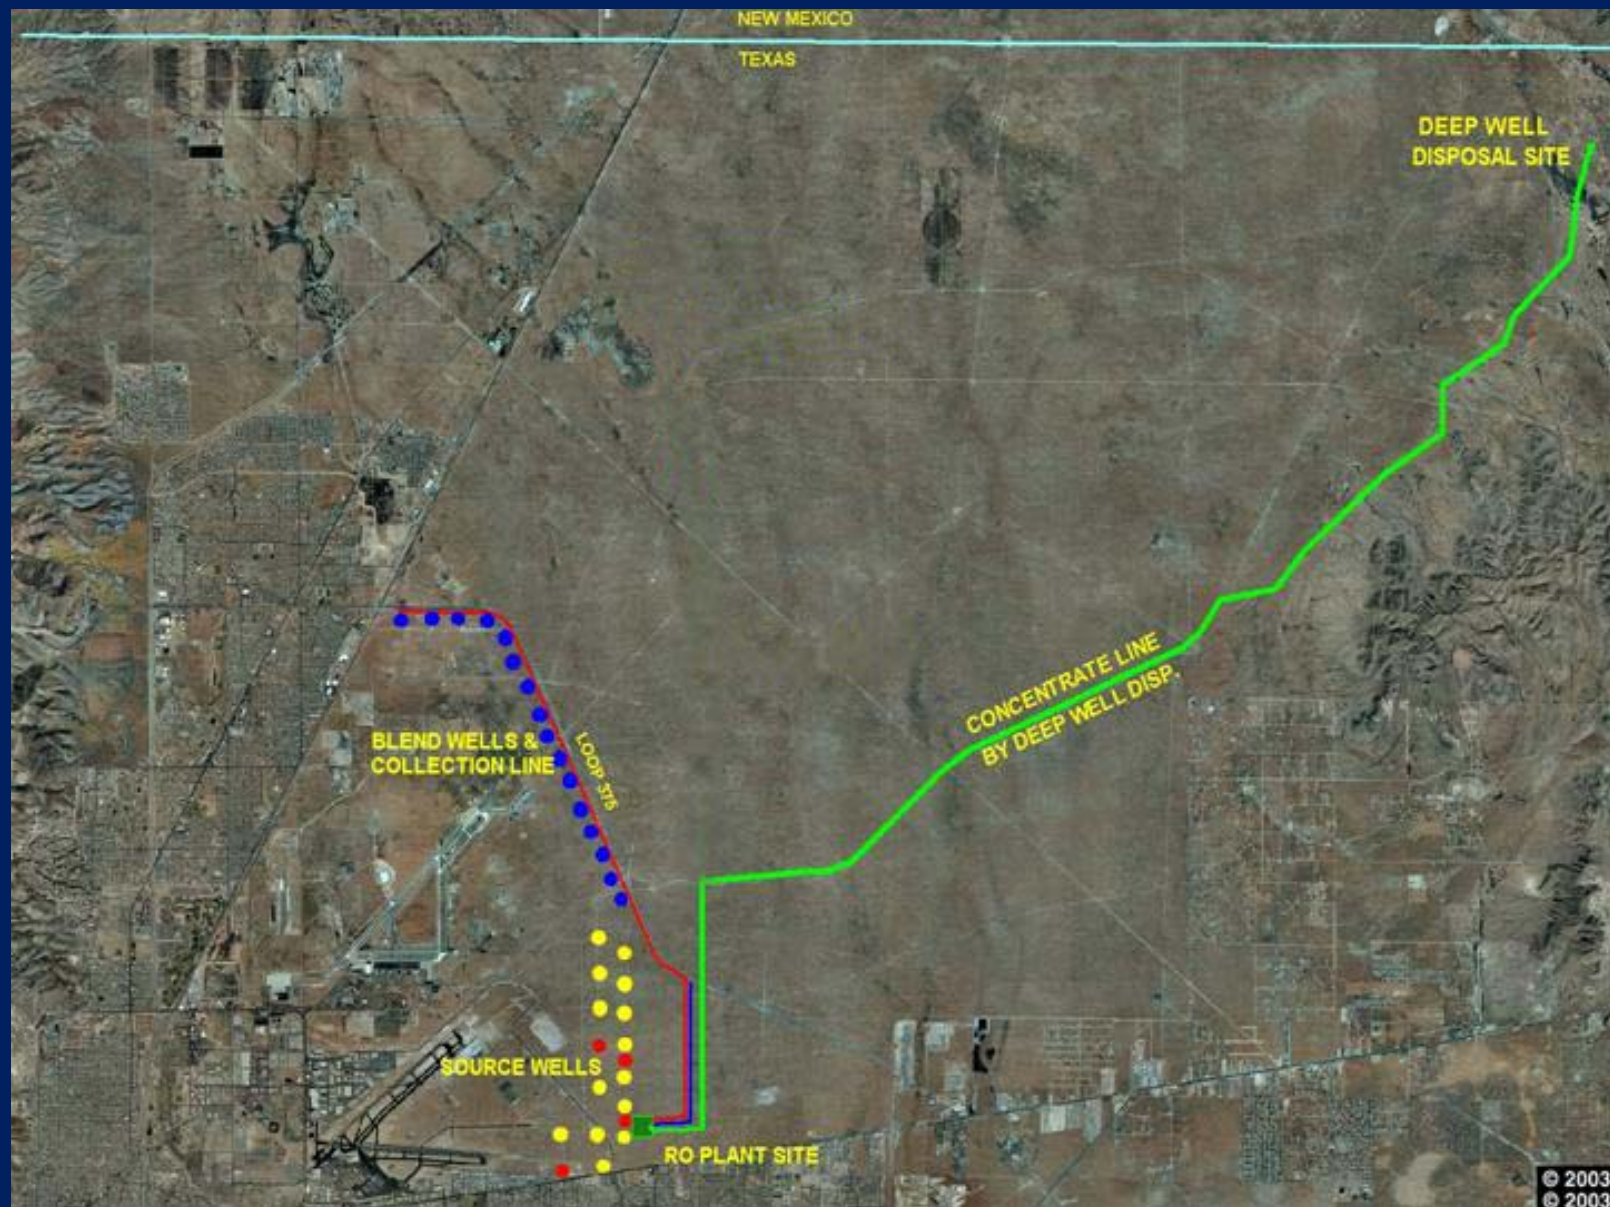 NEW MEXICO
TEXAS
DEEP WELL
DISPOSAL SITE
CONCENTRATE LINE
BY DEEP WELL DISP.
BLEND WELLS &
COLLECTION LINE
LOOP 375
SOURCE WELLS
RO PLANT SITE
© 2003
© 2003